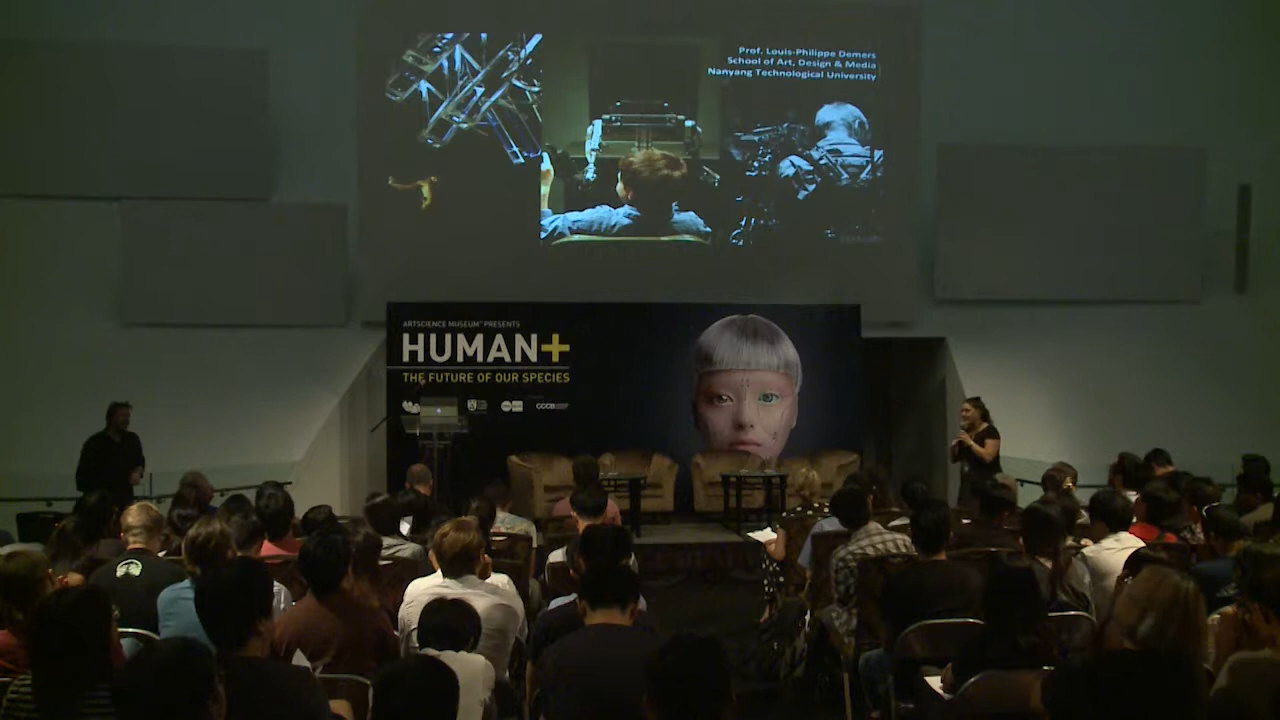 Prof. Louis-Philippe Demers
School of Art, Design & Media
Nanyang Technological University
ARTSCIENCE MUSEUM™ PRESENTS
HUMAN+
THE FUTURE OF OUR SPECIES
CCCB